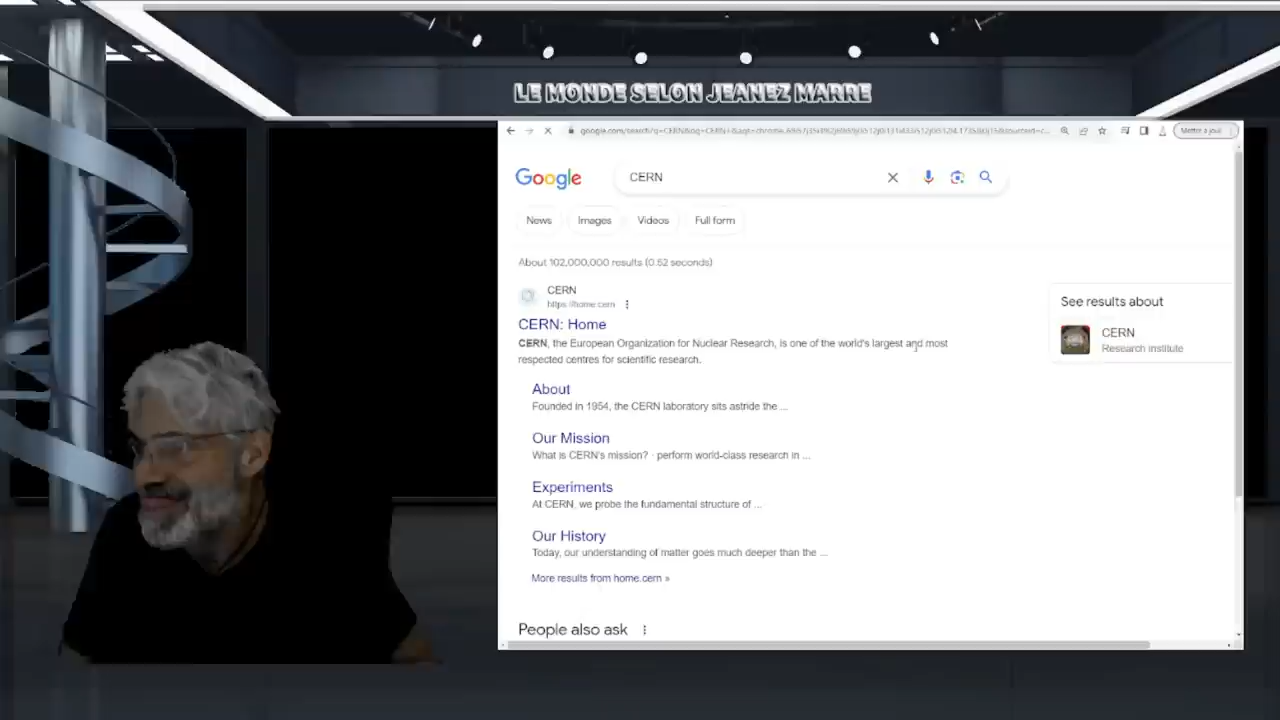 LE MONDE SELON JEANEZ MARRE
Mettre à jour
Google
CERN
News
Images
Videos
Full form
About 102,000,000 results (0.52 seconds)
CERN
https://home.cern
CERN: Home
CERN, the European Organization for Nuclear Research, is one of the world's largest and most
respected centres for scientific research.
About
Founded in 1954, the CERN laboratory sits astride the ...
Our Mission
What is CERN's mission? · perform world-class research in ...
Experiments
At CERN, we probe the fundamental structure of ...
Our History
Today, our understanding of matter goes much deeper than the ...
More results from home.cern »
People also ask
See results about
CERN
Research institute